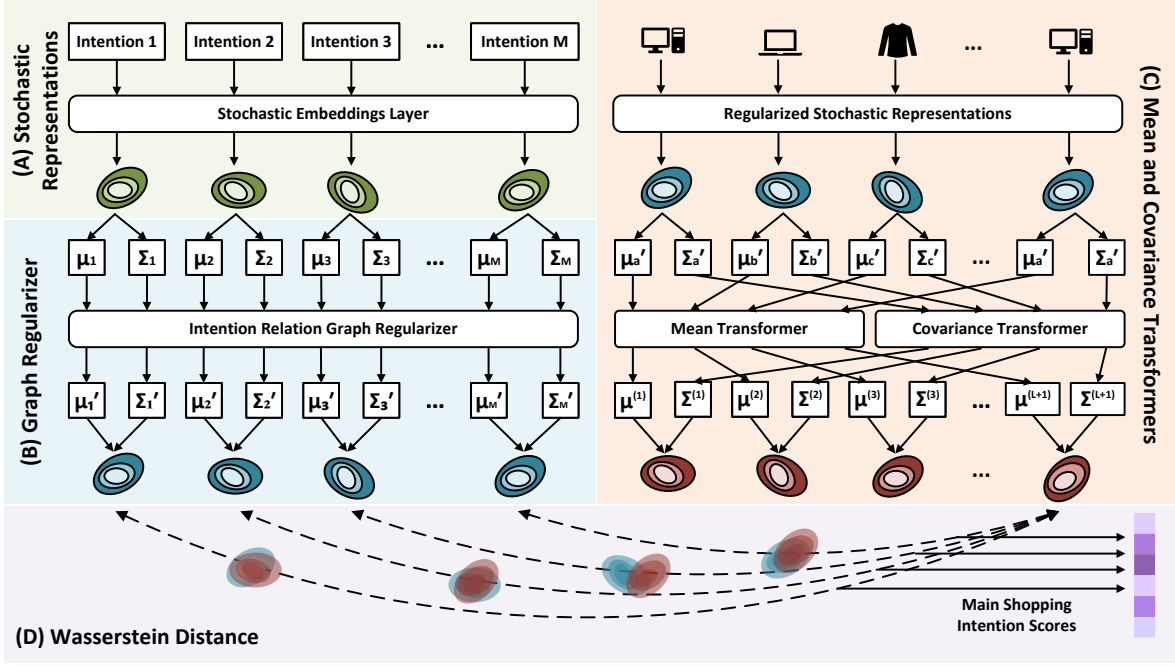 (A) Stochastic
Representations
Intention 1
Intention 2
Intention 3
...
Intention M
Stochastic Embeddings Layer
(B) Graph Regularizer
μ₁
Σ₁
μ₂
Σ₂
μ₃
Σ₃
...
μM
ΣM
Intention Relation Graph Regularizer
μ₁′
Σ₁′
μ₂′
Σ₂′
μ₃′
Σ₃′
...
μM′
ΣM′
(C) Mean and Covariance Transformers
...
Regularized Stochastic Representations
μa′
Σa′
μb′
Σb′
μc′
Σc′
...
μa′
Σa′
Mean Transformer
Covariance Transformer
μ(1)
Σ(1)
μ(2)
Σ(2)
μ(3)
Σ(3)
...
μ(L+1)
Σ(L+1)
...
(D) Wasserstein Distance
Main Shopping
Intention Scores